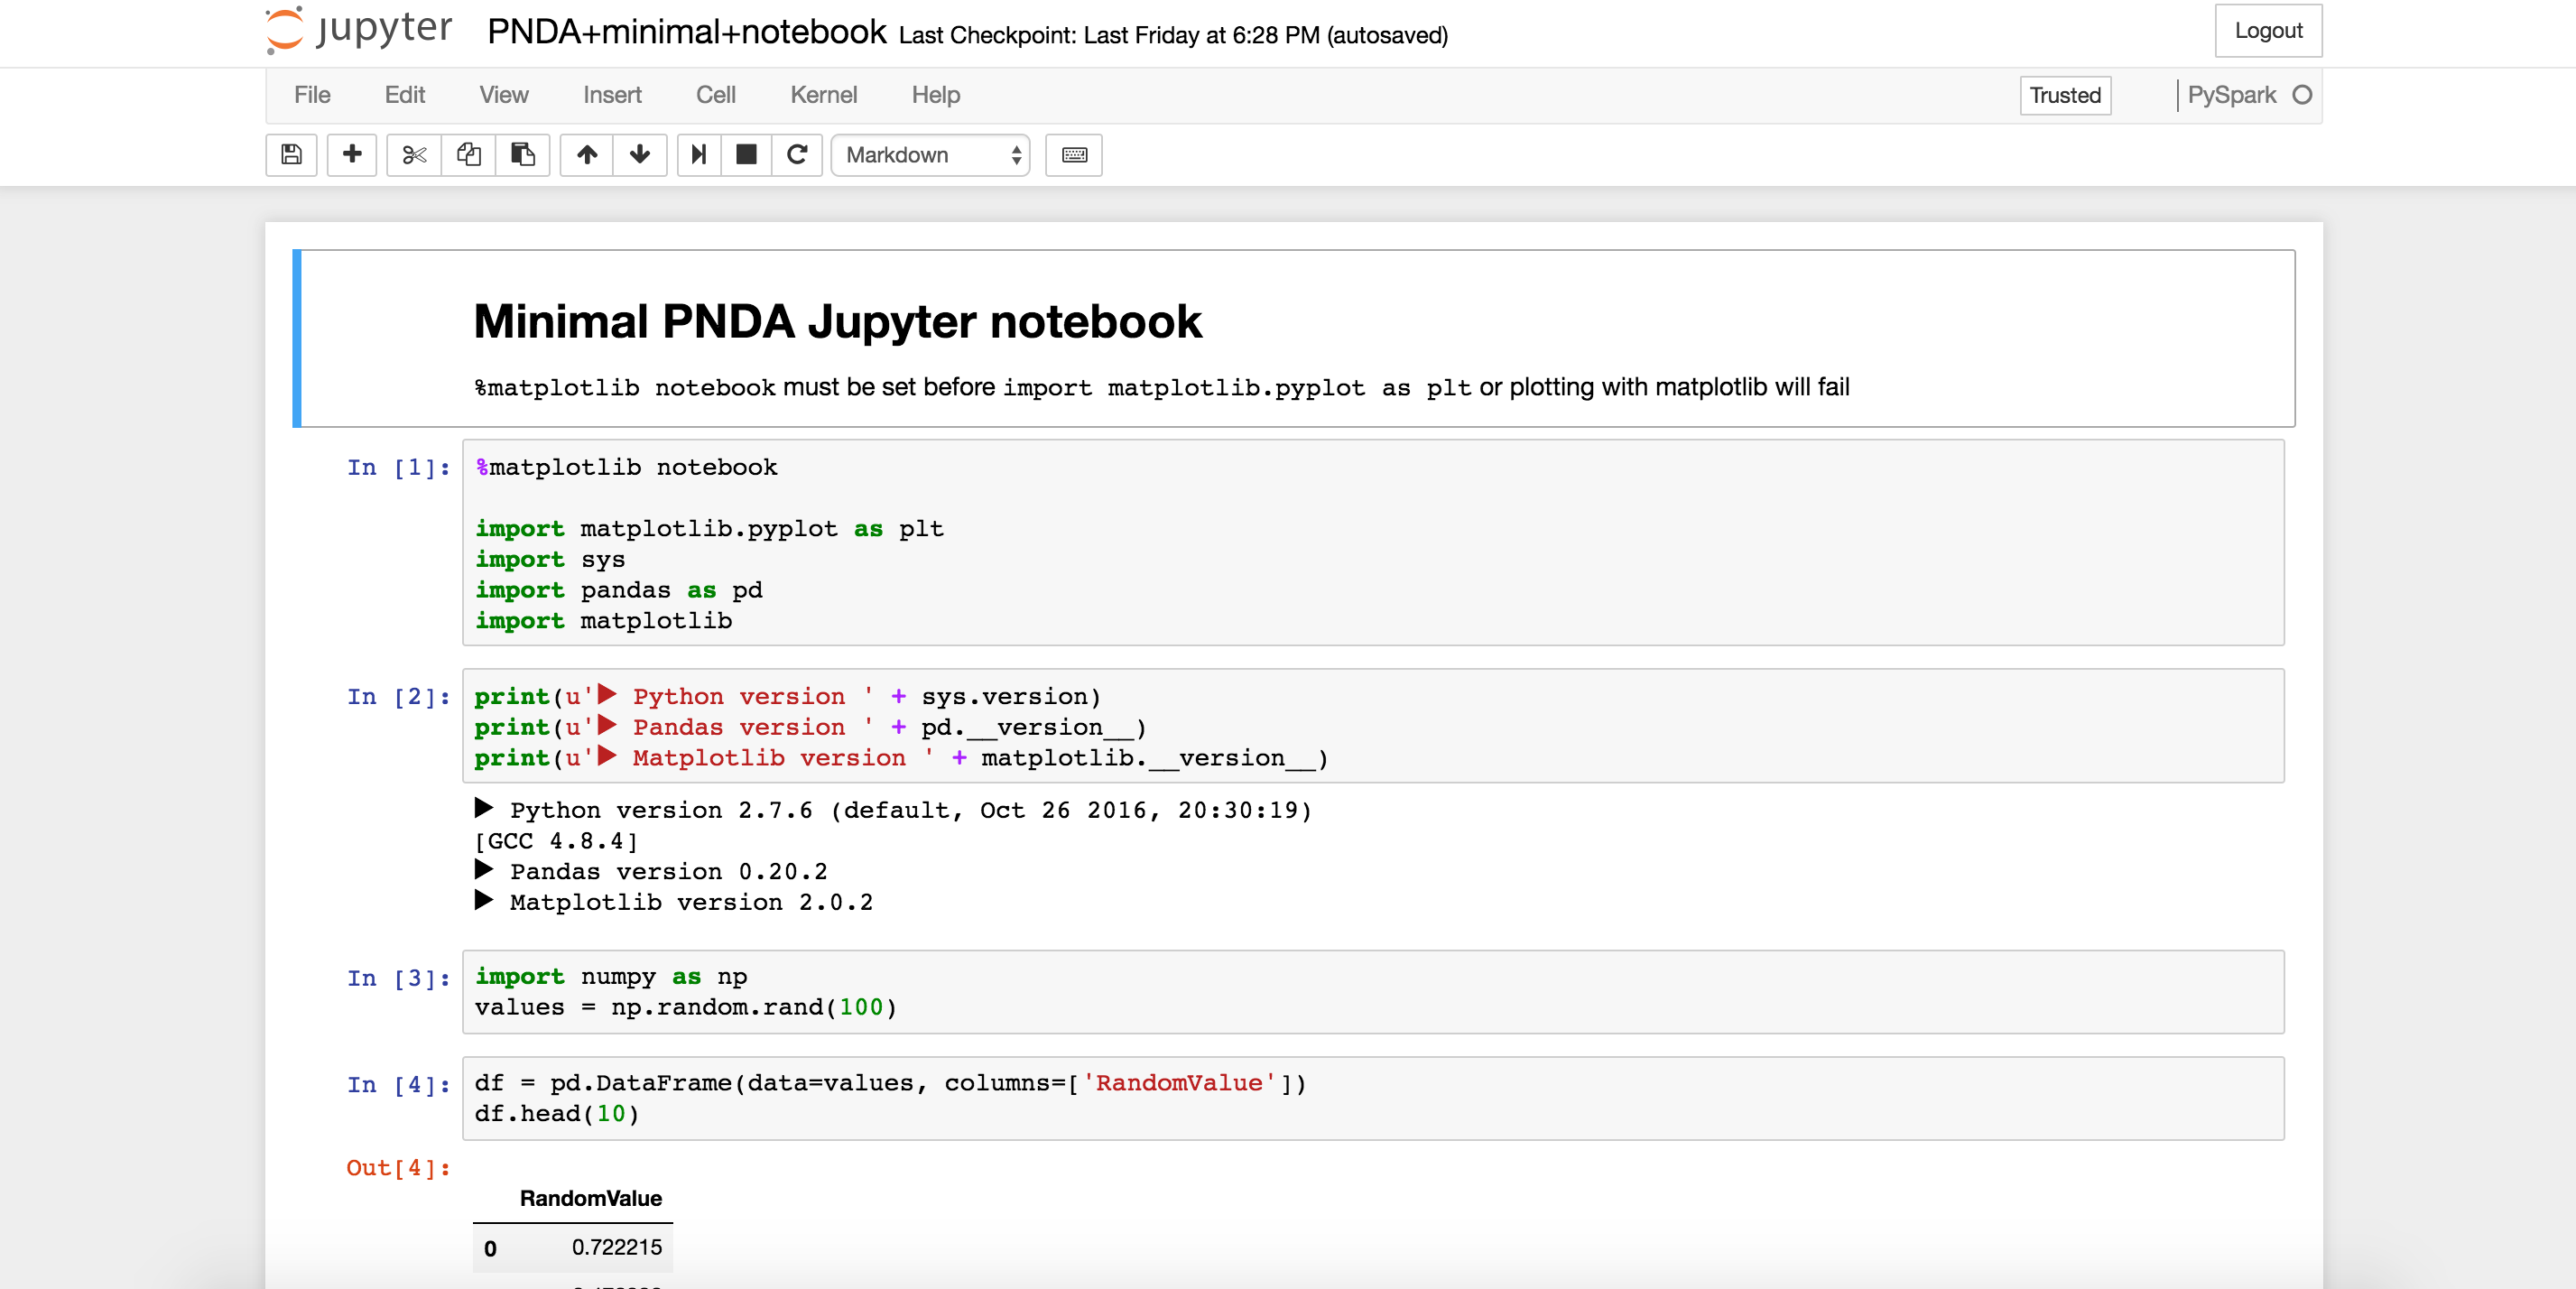 jupyter PNDA+minimal+notebook Last Checkpoint: Last Friday at 6:28 PM (autosaved) Logout
File Edit View Insert Cell Kernel Help Trusted PySpark
Markdown
Minimal PNDA Jupyter notebook
%matplotlib notebook must be set before import matplotlib.pyplot as plt or plotting with matplotlib will fail
In [1]: %matplotlib notebook
import matplotlib.pyplot as plt
import sys
import pandas as pd
import matplotlib
In [2]: print(u'▶ Python version ' + sys.version)
print(u'▶ Pandas version ' + pd.__version__)
print(u'▶ Matplotlib version ' + matplotlib.__version__)
▶ Python version 2.7.6 (default, Oct 26 2016, 20:30:19)
[GCC 4.8.4]
▶ Pandas version 0.20.2
▶ Matplotlib version 2.0.2
In [3]: import numpy as np
values = np.random.rand(100)
In [4]: df = pd.DataFrame(data=values, columns=['RandomValue'])
df.head(10)
Out[4]:
RandomValue
0 0.722215